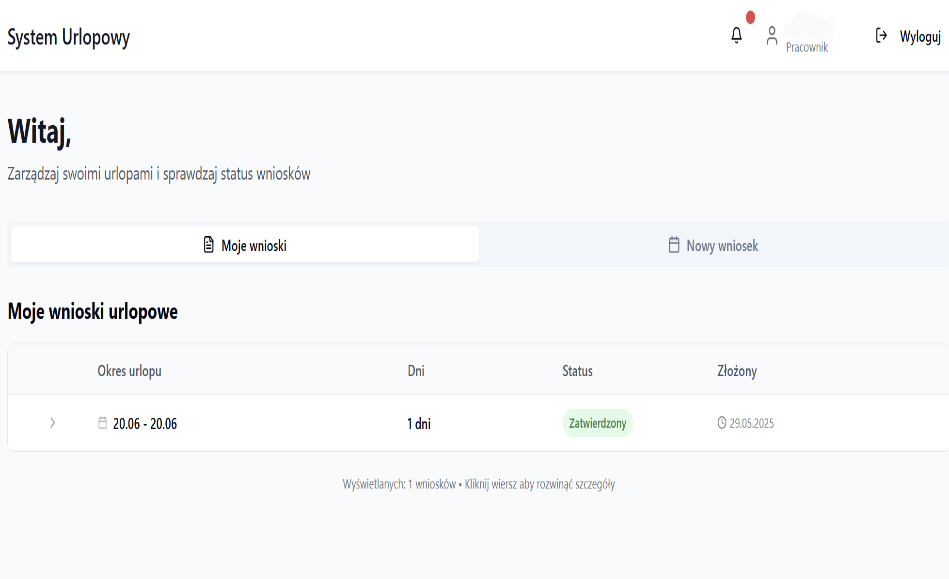 System Urlopowy
Pracownik
Wyloguj
Witaj,
Zarządzaj swoimi urlopami i sprawdzaj status wniosków
Moje wnioski
Nowy wniosek
Moje wnioski urlopowe
Okres urlopu Dni Status Złożony
20.06 - 20.06 1 dni Zatwierdzony 29.05.2025
Wyświetlanych: 1 wniosków • Kliknij wiersz aby rozwinąć szczegóły